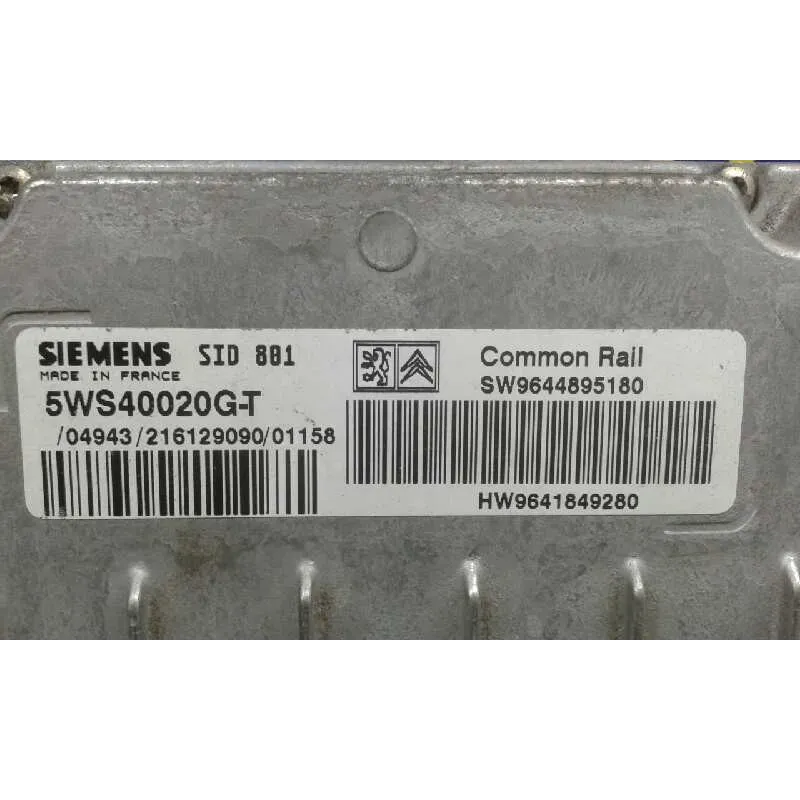 SIEMENS SID 801
MADE IN FRANCE
5WS40020G-T
/04943/216129090/01158
Common Rail
SW9644895180
HW9641849280